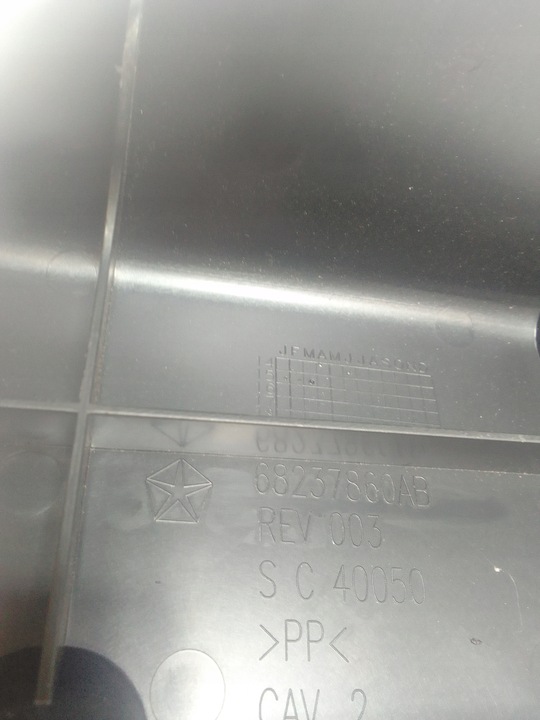 JFMAMJJASOND
68237860AB
REV 003
S C 40050
>PP<
CAV 2